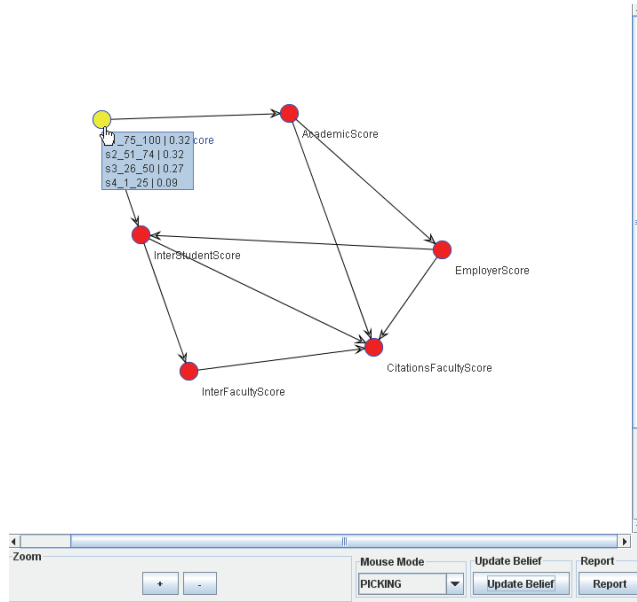 AcademicScore
_75_100 | 0.32 core
s2_51_74 | 0.32
s3_26_50 | 0.27
s4_1_25 | 0.09
InterStudentScore
EmployerScore
CitationsFacultyScore
InterFacultyScore
Zoom
+ -
Mouse Mode
PICKING
Update Belief
Update Belief
Report
Report